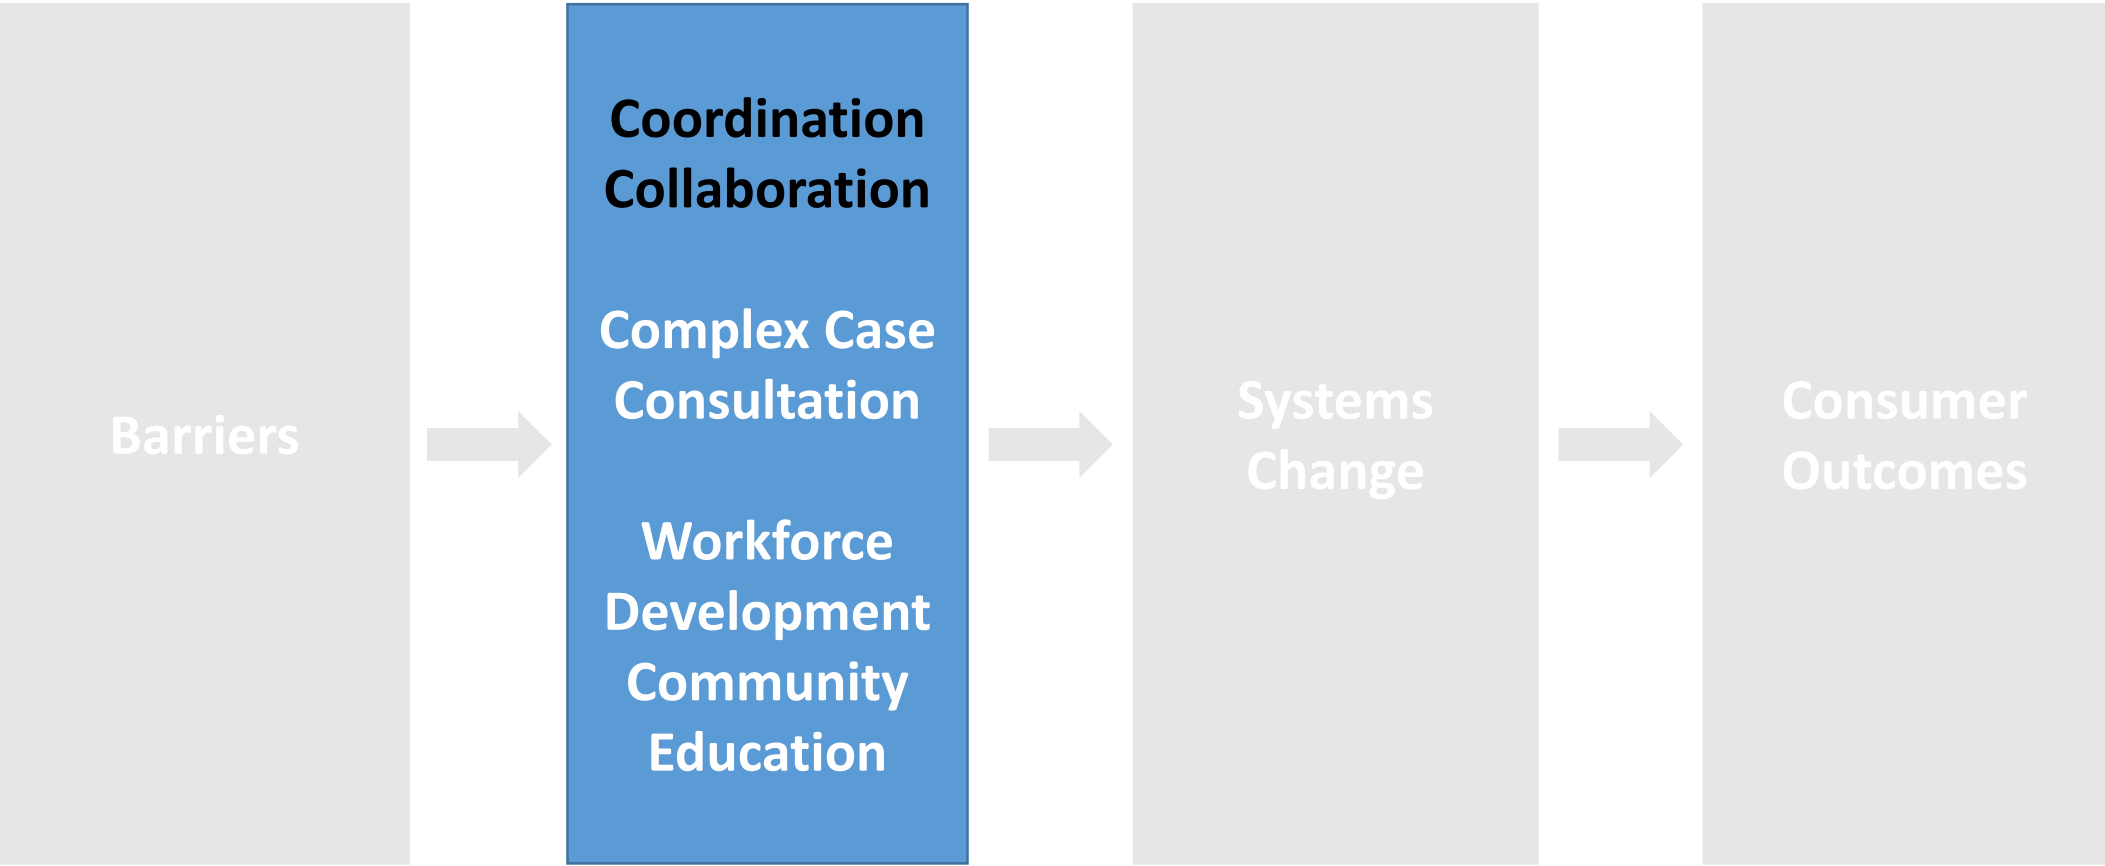 Barriers
Coordination
Collaboration
Complex Case
Consultation
Workforce
Development
Community
Education
Systems
Change
Consumer
Outcomes